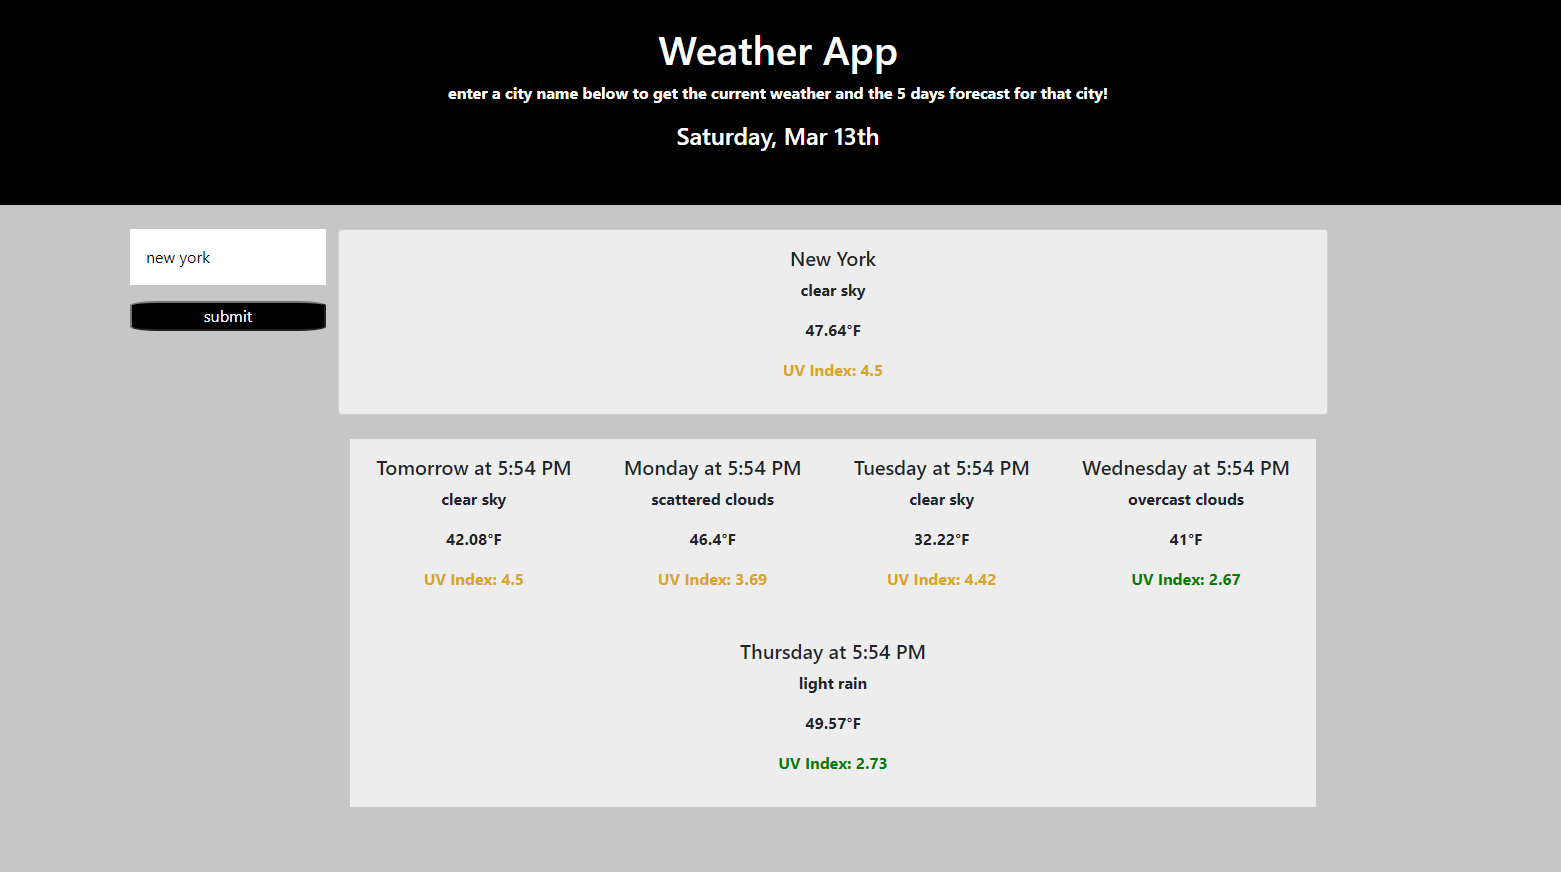 Weather App
enter a city name below to get the current weather and the 5 days forecast for that city!
Saturday, Mar 13th
new york
submit
New York
clear sky
47.64°F
UV Index: 4.5
Tomorrow at 5:54 PM
clear sky
42.08°F
UV Index: 4.5
Monday at 5:54 PM
scattered clouds
46.4°F
UV Index: 3.69
Tuesday at 5:54 PM
clear sky
32.22°F
UV Index: 4.42
Wednesday at 5:54 PM
overcast clouds
41°F
UV Index: 2.67
Thursday at 5:54 PM
light rain
49.57°F
UV Index: 2.73